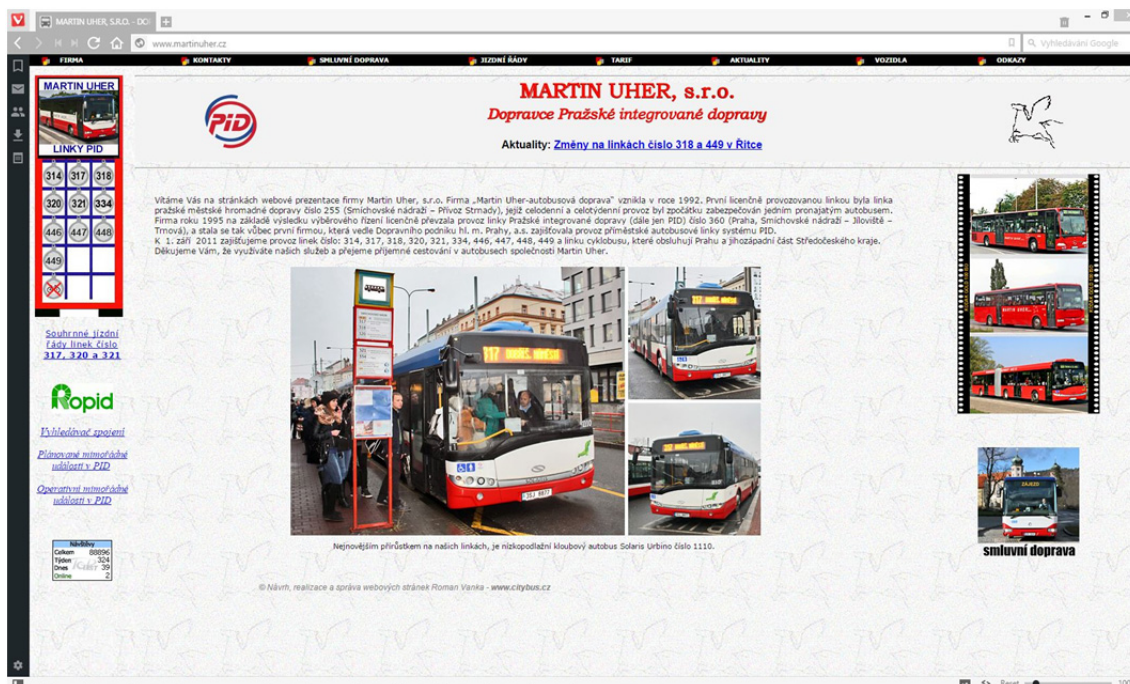 MARTIN UHER, S.R.O. - DO
www.martinuher.cz
Vyhledávání Google
FIRMA
KONTAKTY
SMLUVNÍ DOPRAVA
JIZDNÍ ŘÁDY
TARIF
AKTUALITY
VOZIDLA
ODKAZY
MARTIN UHER
LINKY PID
314 317 318
320 321 334
446 447 448
449
Souhrnné jízdní
řády linek číslo
317, 320 a 321
Ropid
Vyhledávač spojení
Plánované mimořádné
události v PID
Operativní mimořádné
události v PID
Návštěvy
Celkem 88896
Týden 324
Dnes 39
Online 2
PID
MARTIN UHER, s.r.o.
Dopravce Pražské integrované dopravy
Aktuality: Změny na linkách číslo 318 a 449 v Řitce
Vítáme Vás na stránkách webové prezentace firmy Martin Uher, s.r.o. Firma „Martin Uher-autobusová doprava" vznikla v roce 1992. První licenčně provozovanou linkou byla linka
pražské městské hromadné dopravy číslo 255 (Smíchovské nádraží – Přívoz Strnady), jejíž celodenní a celotýdenní provoz byl zpočátku zabezpečován jedním pronajatým autobusem.
Firma roku 1995 na základě výsledku výběrového řízení licenčně převzala provoz linky Pražské integrované dopravy (dále jen PID) číslo 360 (Praha, Smíchovské nádraží – Jíloviště –
Trnová), a stala se tak vůbec první firmou, která vedle Dopravního podniku hl. m. Prahy, a.s. zajišťovala provoz příměstské autobusové linky systému PID.
K 1. září 2011 zajišťujeme provoz linek číslo: 314, 317, 318, 320, 321, 334, 446, 447, 448, 449 a linku cyklobusu, které obsluhují Prahu a jihozápadní část Středočeského kraje.
Děkujeme Vám, že využíváte našich služeb a přejeme příjemné cestování v autobusech společnosti Martin Uher.
317 DOBŘÍŠ, NÁMĚSTÍ
3SJ 8877
Nejnovějším přírůstkem na našich linkách, je nízkopodlažní kloubový autobus Solaris Urbino číslo 1110.
© Návrh, realizace a správa webových stránek Roman Vanka - www.citybus.cz
MARTIN UHER
ZÁJEZD
smluvní doprava
Reset